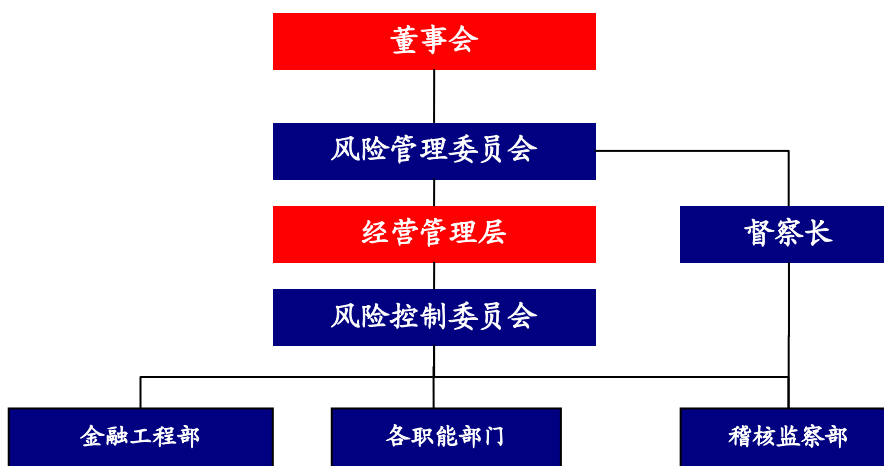 董事会
风险管理委员会
经营管理层
督察长
风险控制委员会
金融工程部
各职能部门
稽核监察部